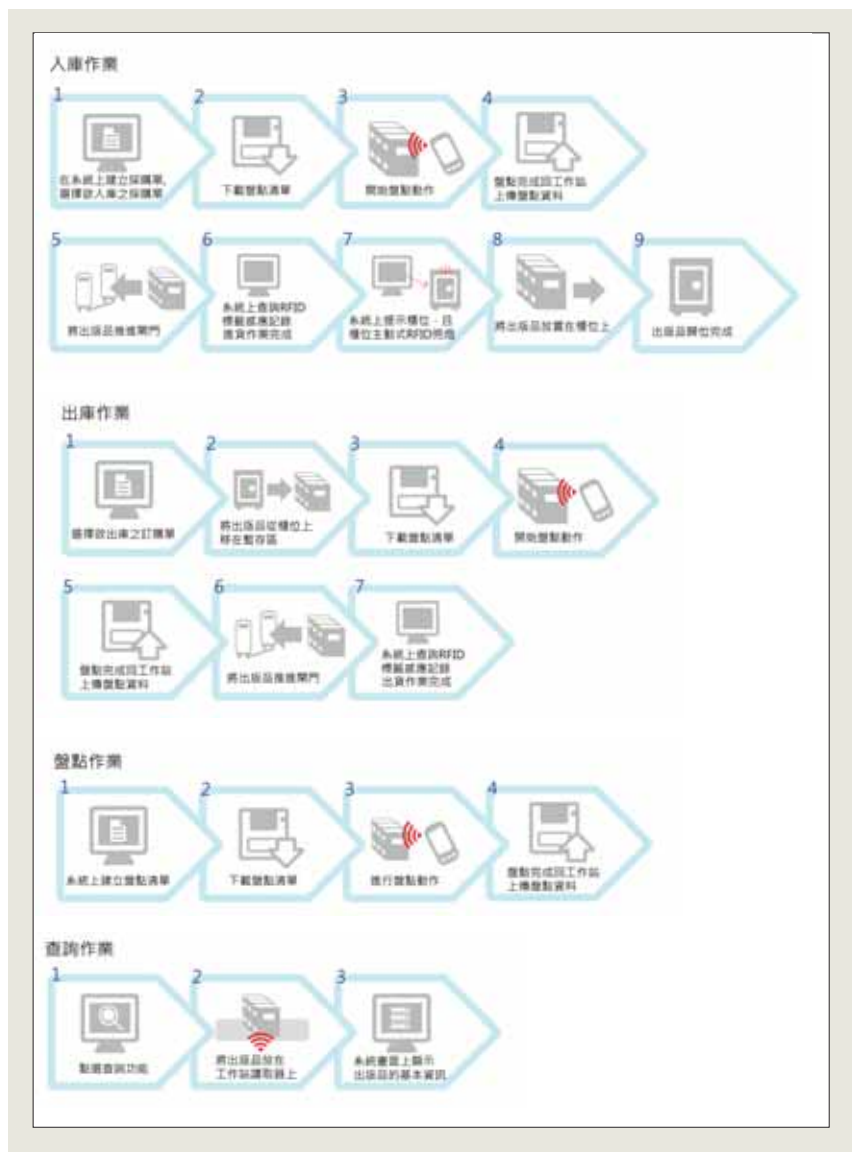 入庫作業
1
在系統上建立採購單,
選擇欲入庫之採購單
2
下載盤點清單
3
開始盤點動作
4
盤點完成回工作站
上傳盤點資料
5
將出版品推進閘門
6
系統上查詢RFID
標籤感應記錄
進貨作業完成
7
系統上提示櫃位,且
櫃位主動式RFID亮燈
8
將出版品放置在櫃位上
9
出版品歸位完成
出庫作業
1
選擇欲出庫之訂購單
2
將出版品從櫃位上
移在暫存區
3
下載盤點清單
4
開始盤點動作
5
盤點完成回工作站
上傳盤點資料
6
將出版品推進閘門
7
系統上查詢RFID
標籤感應記錄
出貨作業完成
盤點作業
1
系統上建立盤點清單
2
下載盤點清單
3
進行盤點動作
4
盤點完成回工作站
上傳盤點資料
查詢作業
1
點選查詢功能
2
將出版品放在
工作站讀取器上
3
系統畫面上顯示
出版品的基本資訊